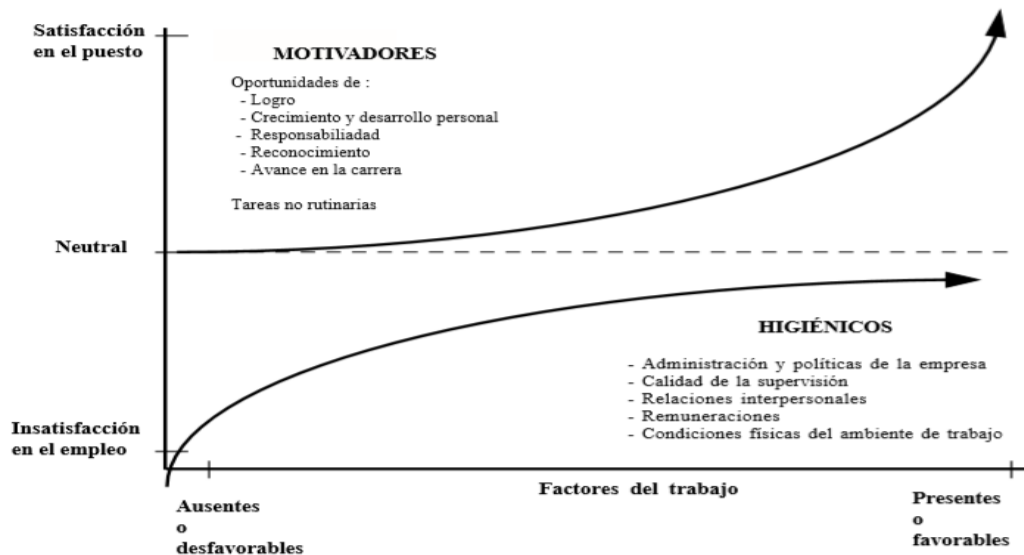 Satisfacción
en el puesto
MOTIVADORES
Oportunidades de :
- Logro
- Crecimiento y desarrollo personal
- Responsabiliadad
- Reconocimiento
- Avance en la carrera
Tareas no rutinarias
Neutral
HIGIÉNICOS
- Administración y políticas de la empresa
- Calidad de la supervisión
- Relaciones interpersonales
- Remuneraciones
- Condiciones físicas del ambiente de trabajo
Insatisfacción
en el empleo
Factores del trabajo
Ausentes
o
desfavorables
Presentes
o
favorables